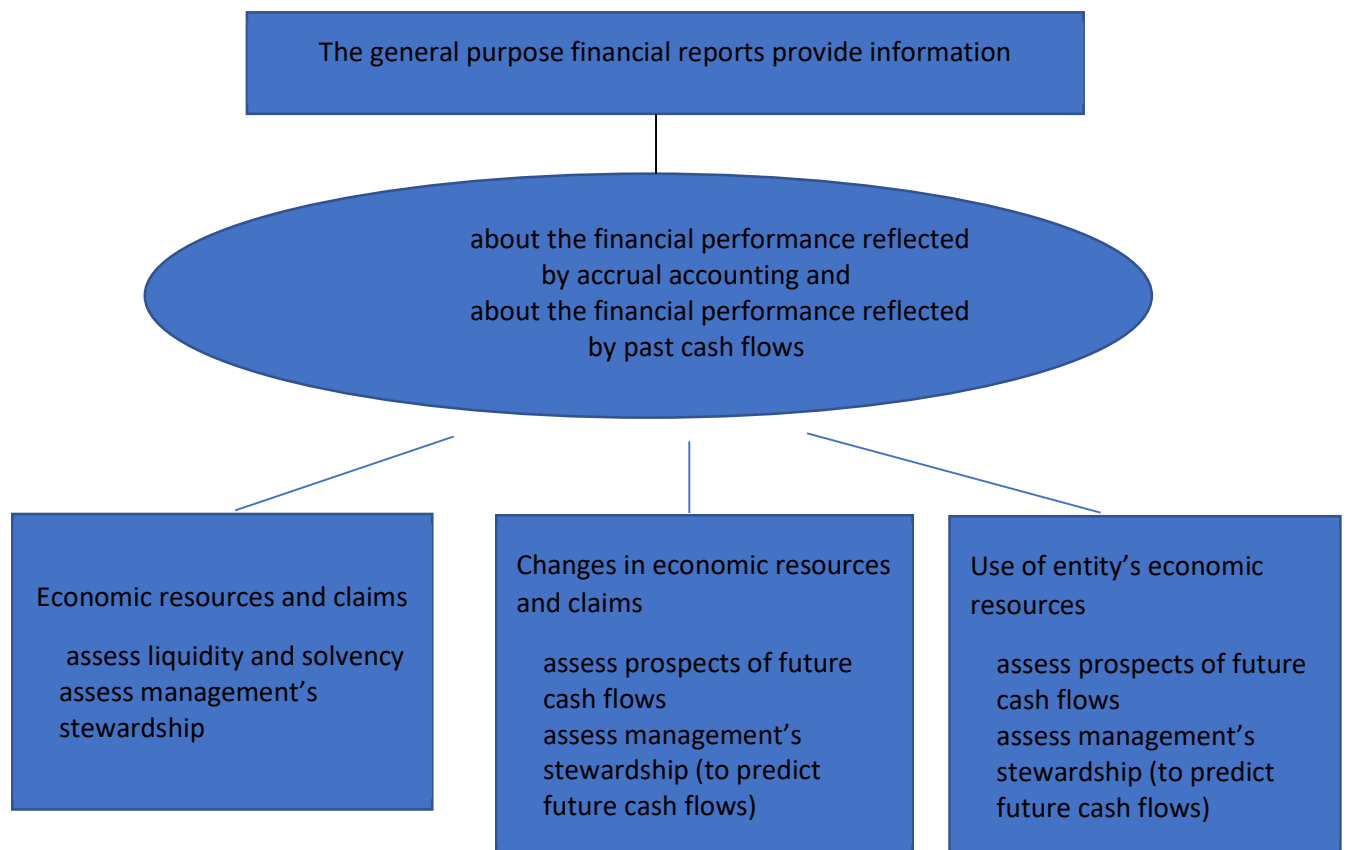 The general purpose financial reports provide information
about the financial performance reflected
by accrual accounting and
about the financial performance reflected
by past cash flows
Economic resources and claims
assess liquidity and solvency
assess management’s
stewardship
Changes in economic resources
and claims
assess prospects of future
cash flows
assess management’s
stewardship (to predict
future cash flows)
Use of entity’s economic
resources
assess prospects of future
cash flows
assess management’s
stewardship (to predict
future cash flows)